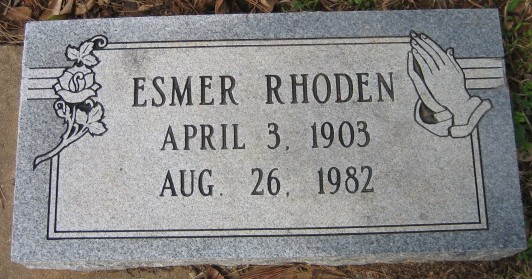 ESMER RHODEN
APRIL 3, 1903
AUG. 26, 1982